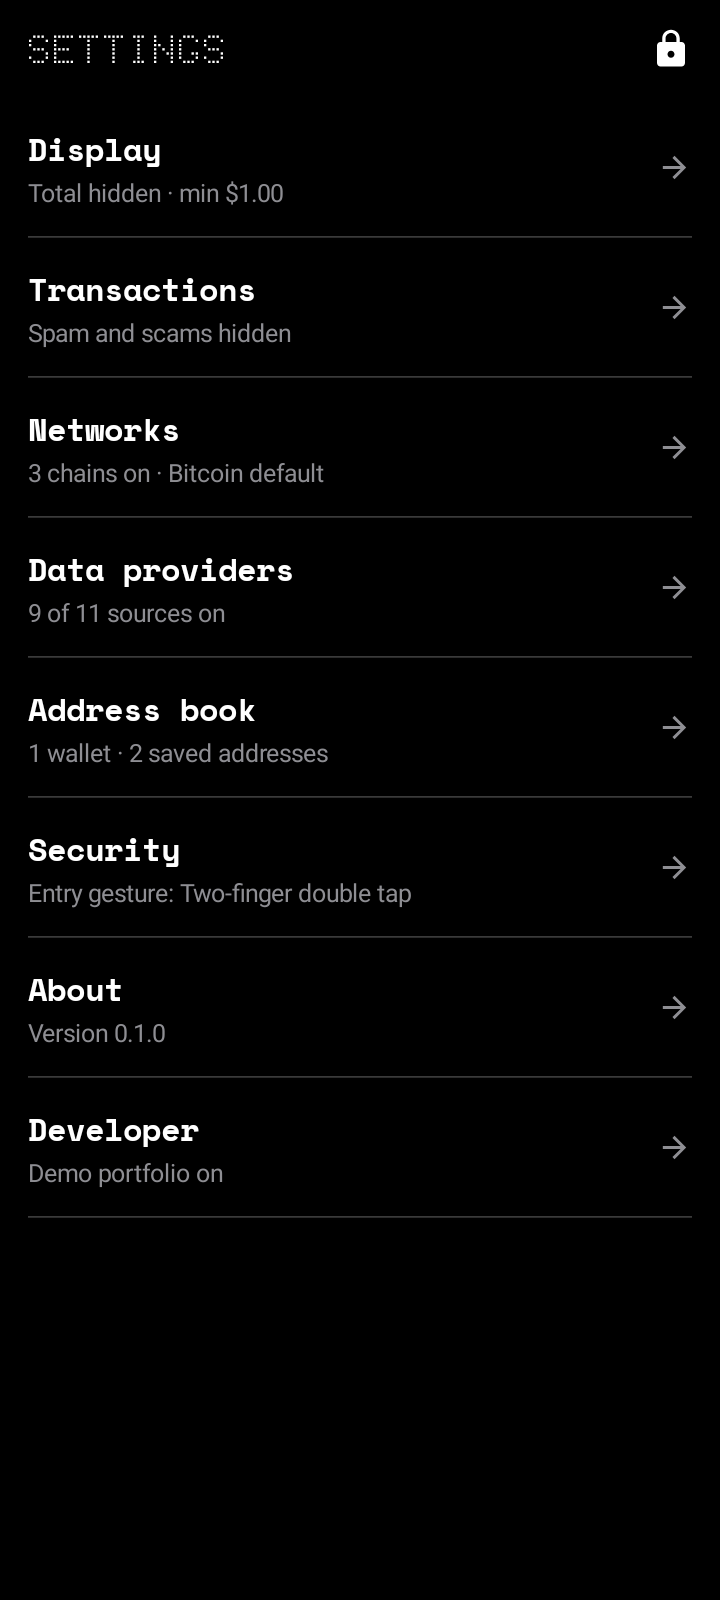 SETTINGS
Display
Total hidden · min $1.00
Transactions
Spam and scams hidden
Networks
3 chains on · Bitcoin default
Data providers
9 of 11 sources on
Address book
1 wallet · 2 saved addresses
Security
Entry gesture: Two-finger double tap
About
Version 0.1.0
Developer
Demo portfolio on